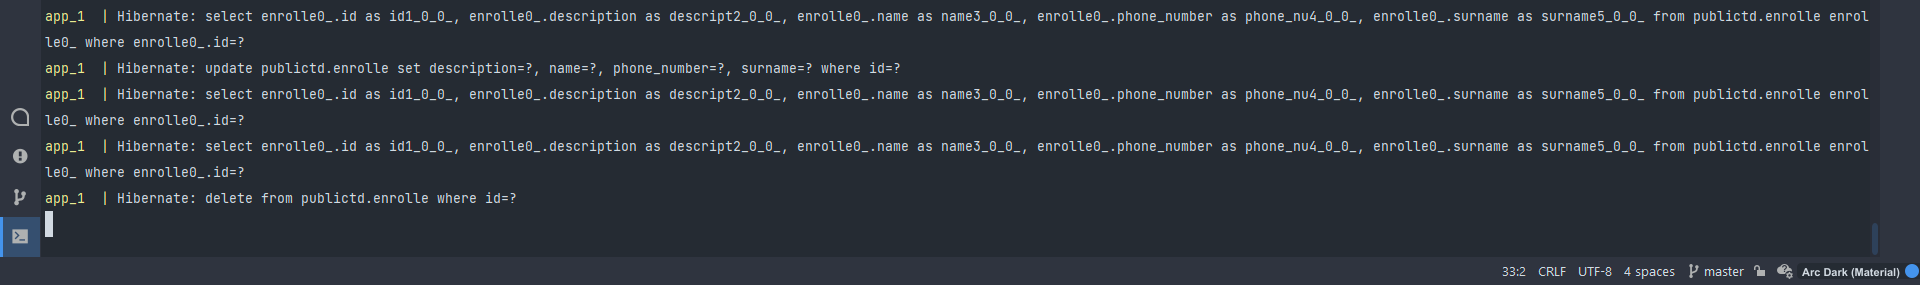 app_1  | Hibernate: select enrolle0_.id as id1_0_0_, enrolle0_.description as descript2_0_0_, enrolle0_.name as name3_0_0_, enrolle0_.phone_number as phone_nu4_0_0_, enrolle0_.surname as surname5_0_0_ from publictd.enrolle enrol
le0_ where enrolle0_.id=?
app_1  | Hibernate: update publictd.enrolle set description=?, name=?, phone_number=?, surname=? where id=?
app_1  | Hibernate: select enrolle0_.id as id1_0_0_, enrolle0_.description as descript2_0_0_, enrolle0_.name as name3_0_0_, enrolle0_.phone_number as phone_nu4_0_0_, enrolle0_.surname as surname5_0_0_ from publictd.enrolle enrol
le0_ where enrolle0_.id=?
app_1  | Hibernate: select enrolle0_.id as id1_0_0_, enrolle0_.description as descript2_0_0_, enrolle0_.name as name3_0_0_, enrolle0_.phone_number as phone_nu4_0_0_, enrolle0_.surname as surname5_0_0_ from publictd.enrolle enrol
le0_ where enrolle0_.id=?
app_1  | Hibernate: delete from publictd.enrolle where id=?
33:2 CRLF UTF-8 4 spaces master Arc Dark (Material)